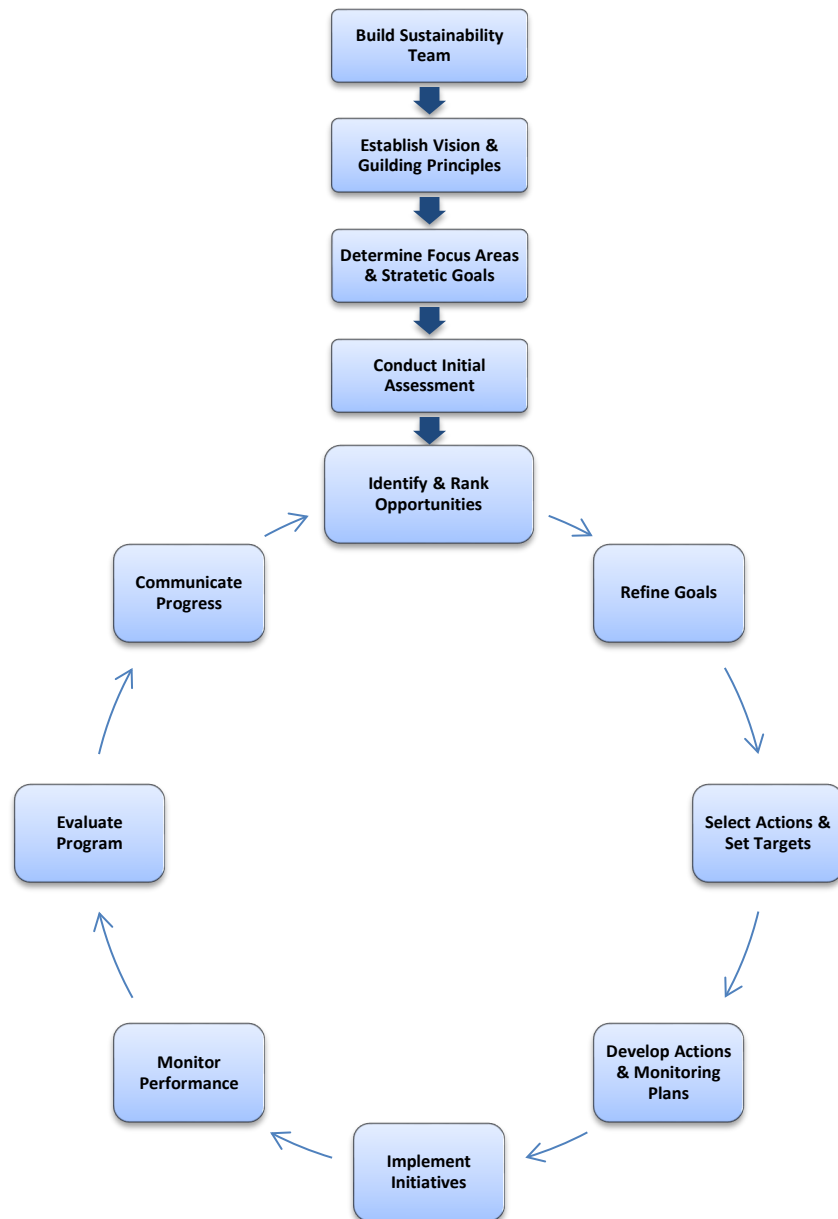 Build Sustainability
Team
Establish Vision &
Guilding Principles
Determine Focus Areas
& Stratetic Goals
Conduct Initial
Assessment
Identify & Rank
Opportunities
Refine Goals
Select Actions &
Set Targets
Develop Actions
& Monitoring
Plans
Implement
Initiatives
Monitor
Performance
Evaluate
Program
Communicate
Progress